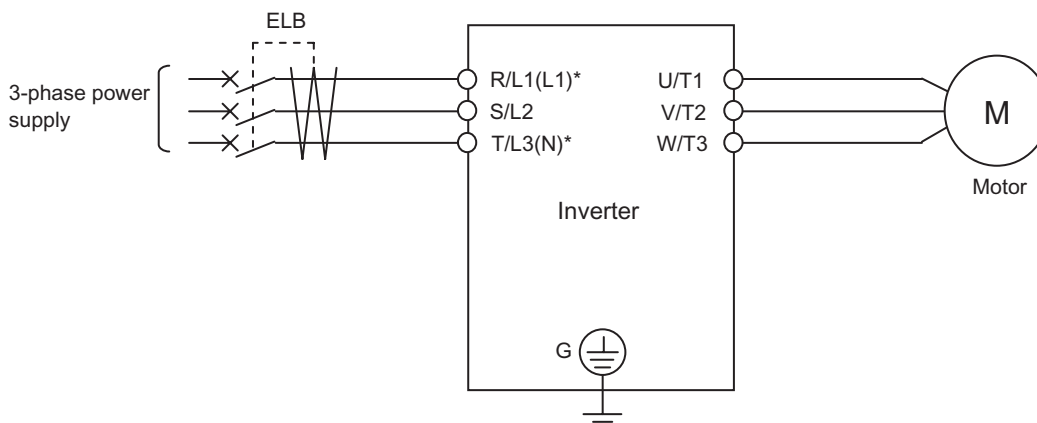 ELB
3-phase power
supply
R/L1(L1)*
S/L2
T/L3(N)*
U/T1
V/T2
W/T3
Inverter
M
Motor
G